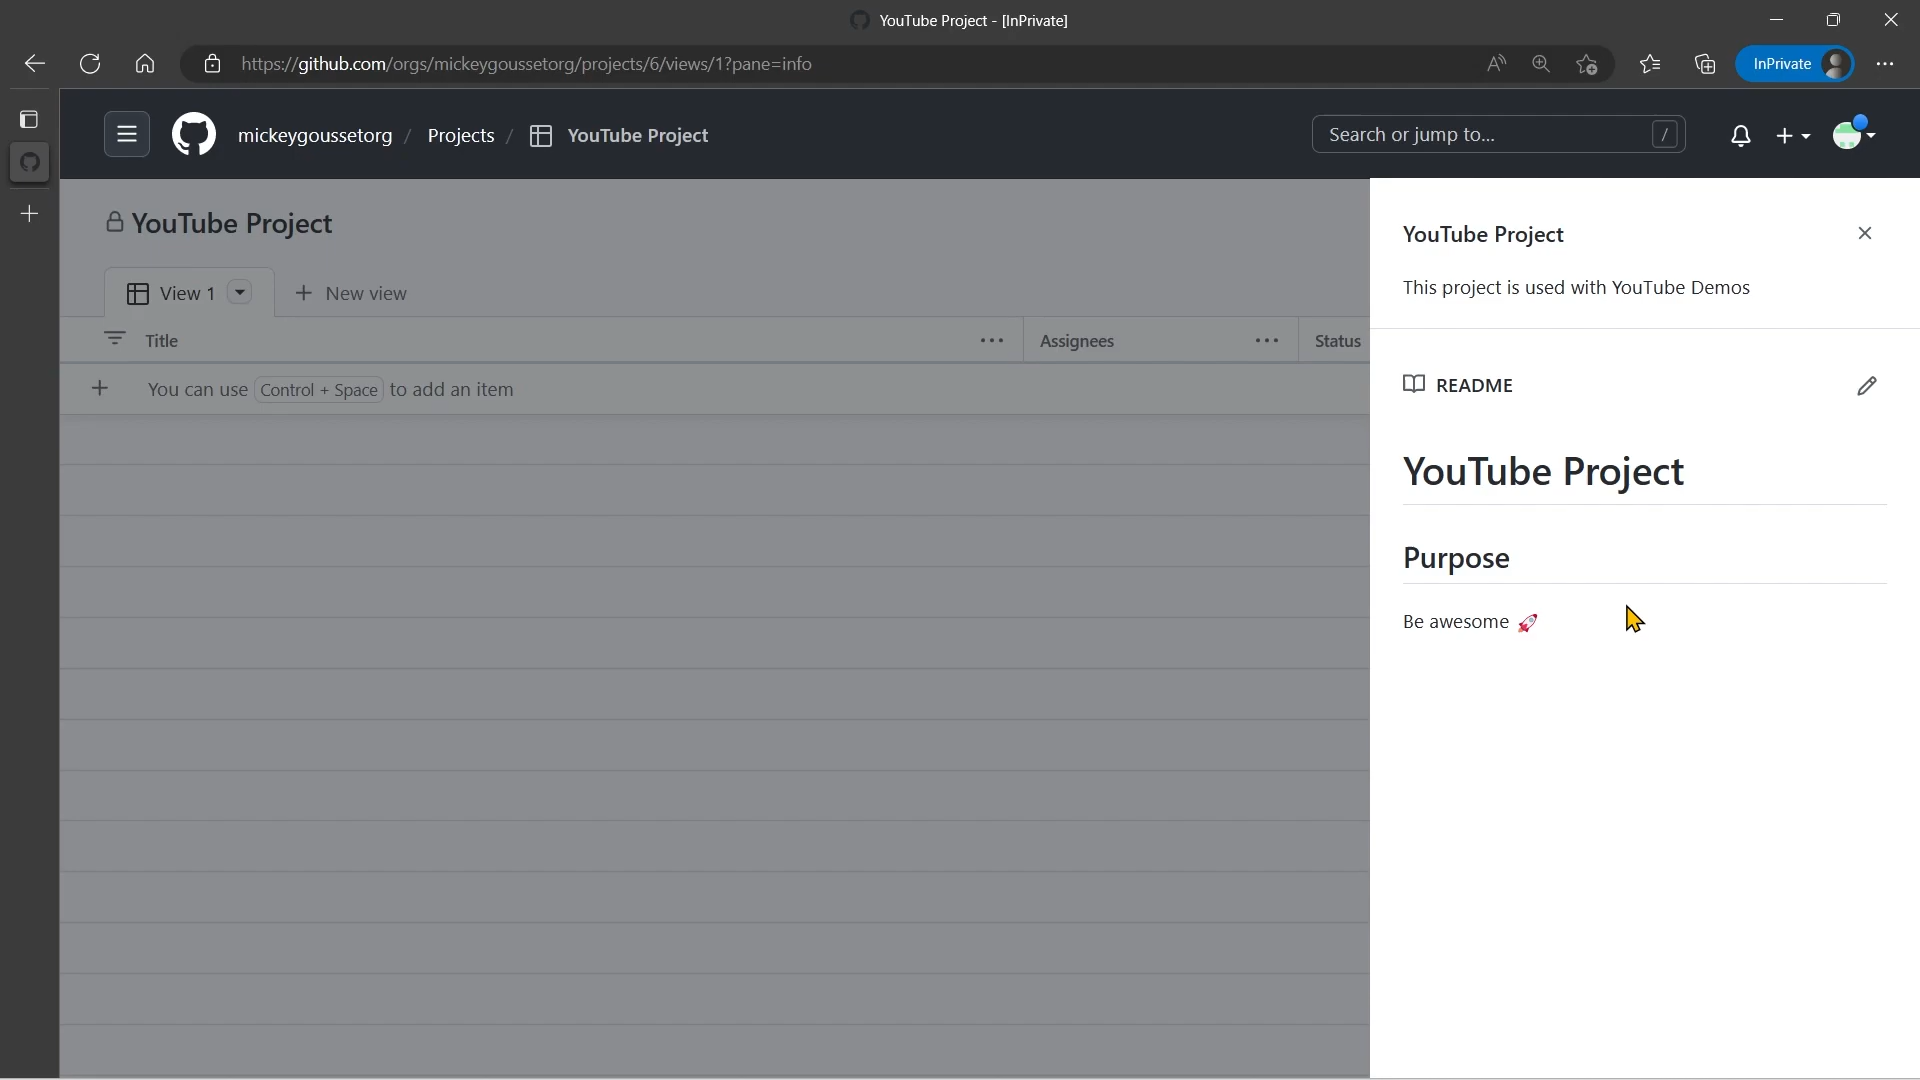 YouTube Project - [InPrivate]
https://github.com/orgs/mickeygoussetorg/projects/6/views/1?pane=info
InPrivate
mickeygoussetorg / Projects / YouTube Project
Search or jump to... /
YouTube Project
View 1
New view
Title
Assignees
Status
You can use Control + Space to add an item
YouTube Project
This project is used with YouTube Demos
README
YouTube Project
Purpose
Be awesome 🚀